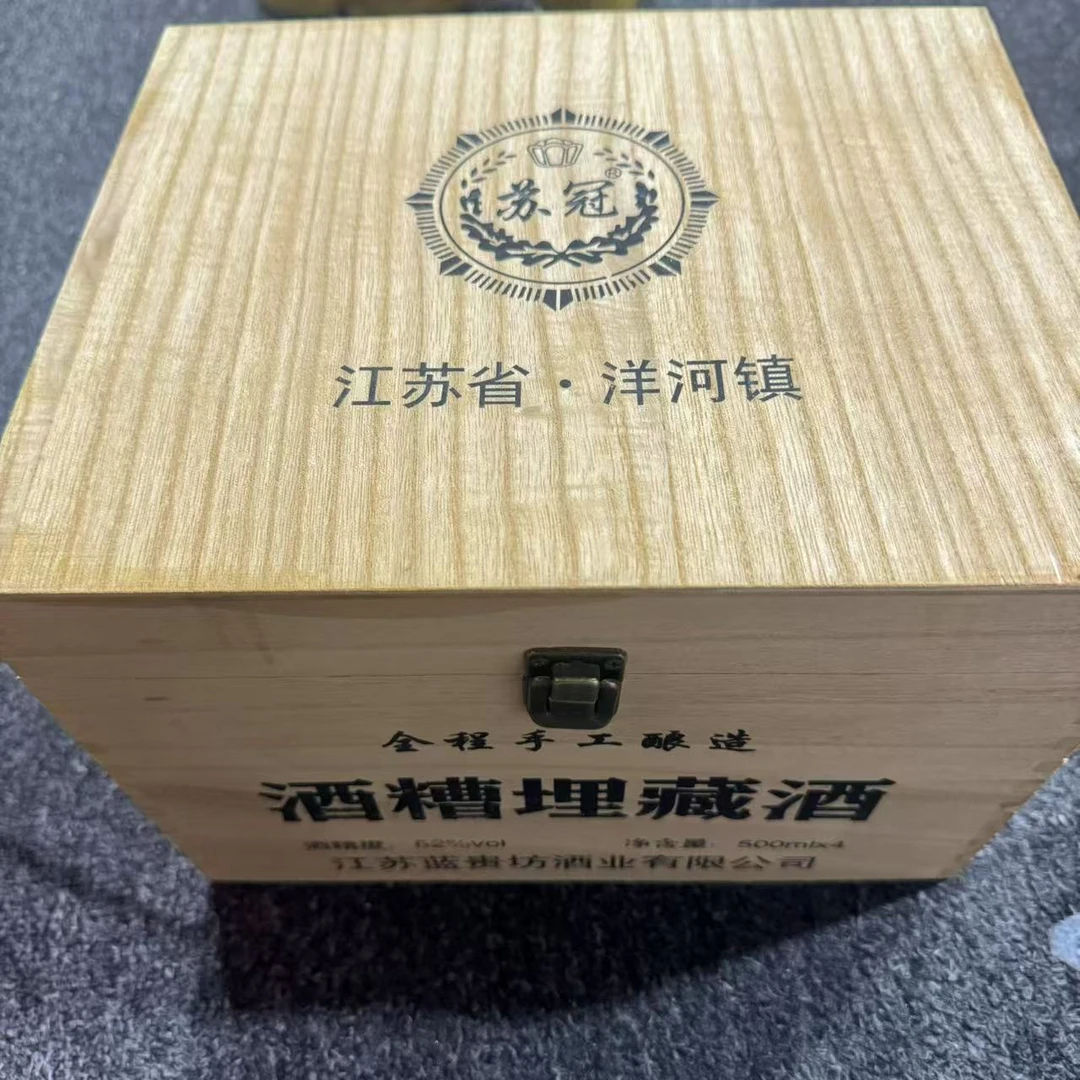 苏冠®
江苏省·洋河镇
全程手工酿造
酒糟埋藏酒
酒精度：52%vol 净含量：500mlx4
江苏蓝贵坊酒业有限公司